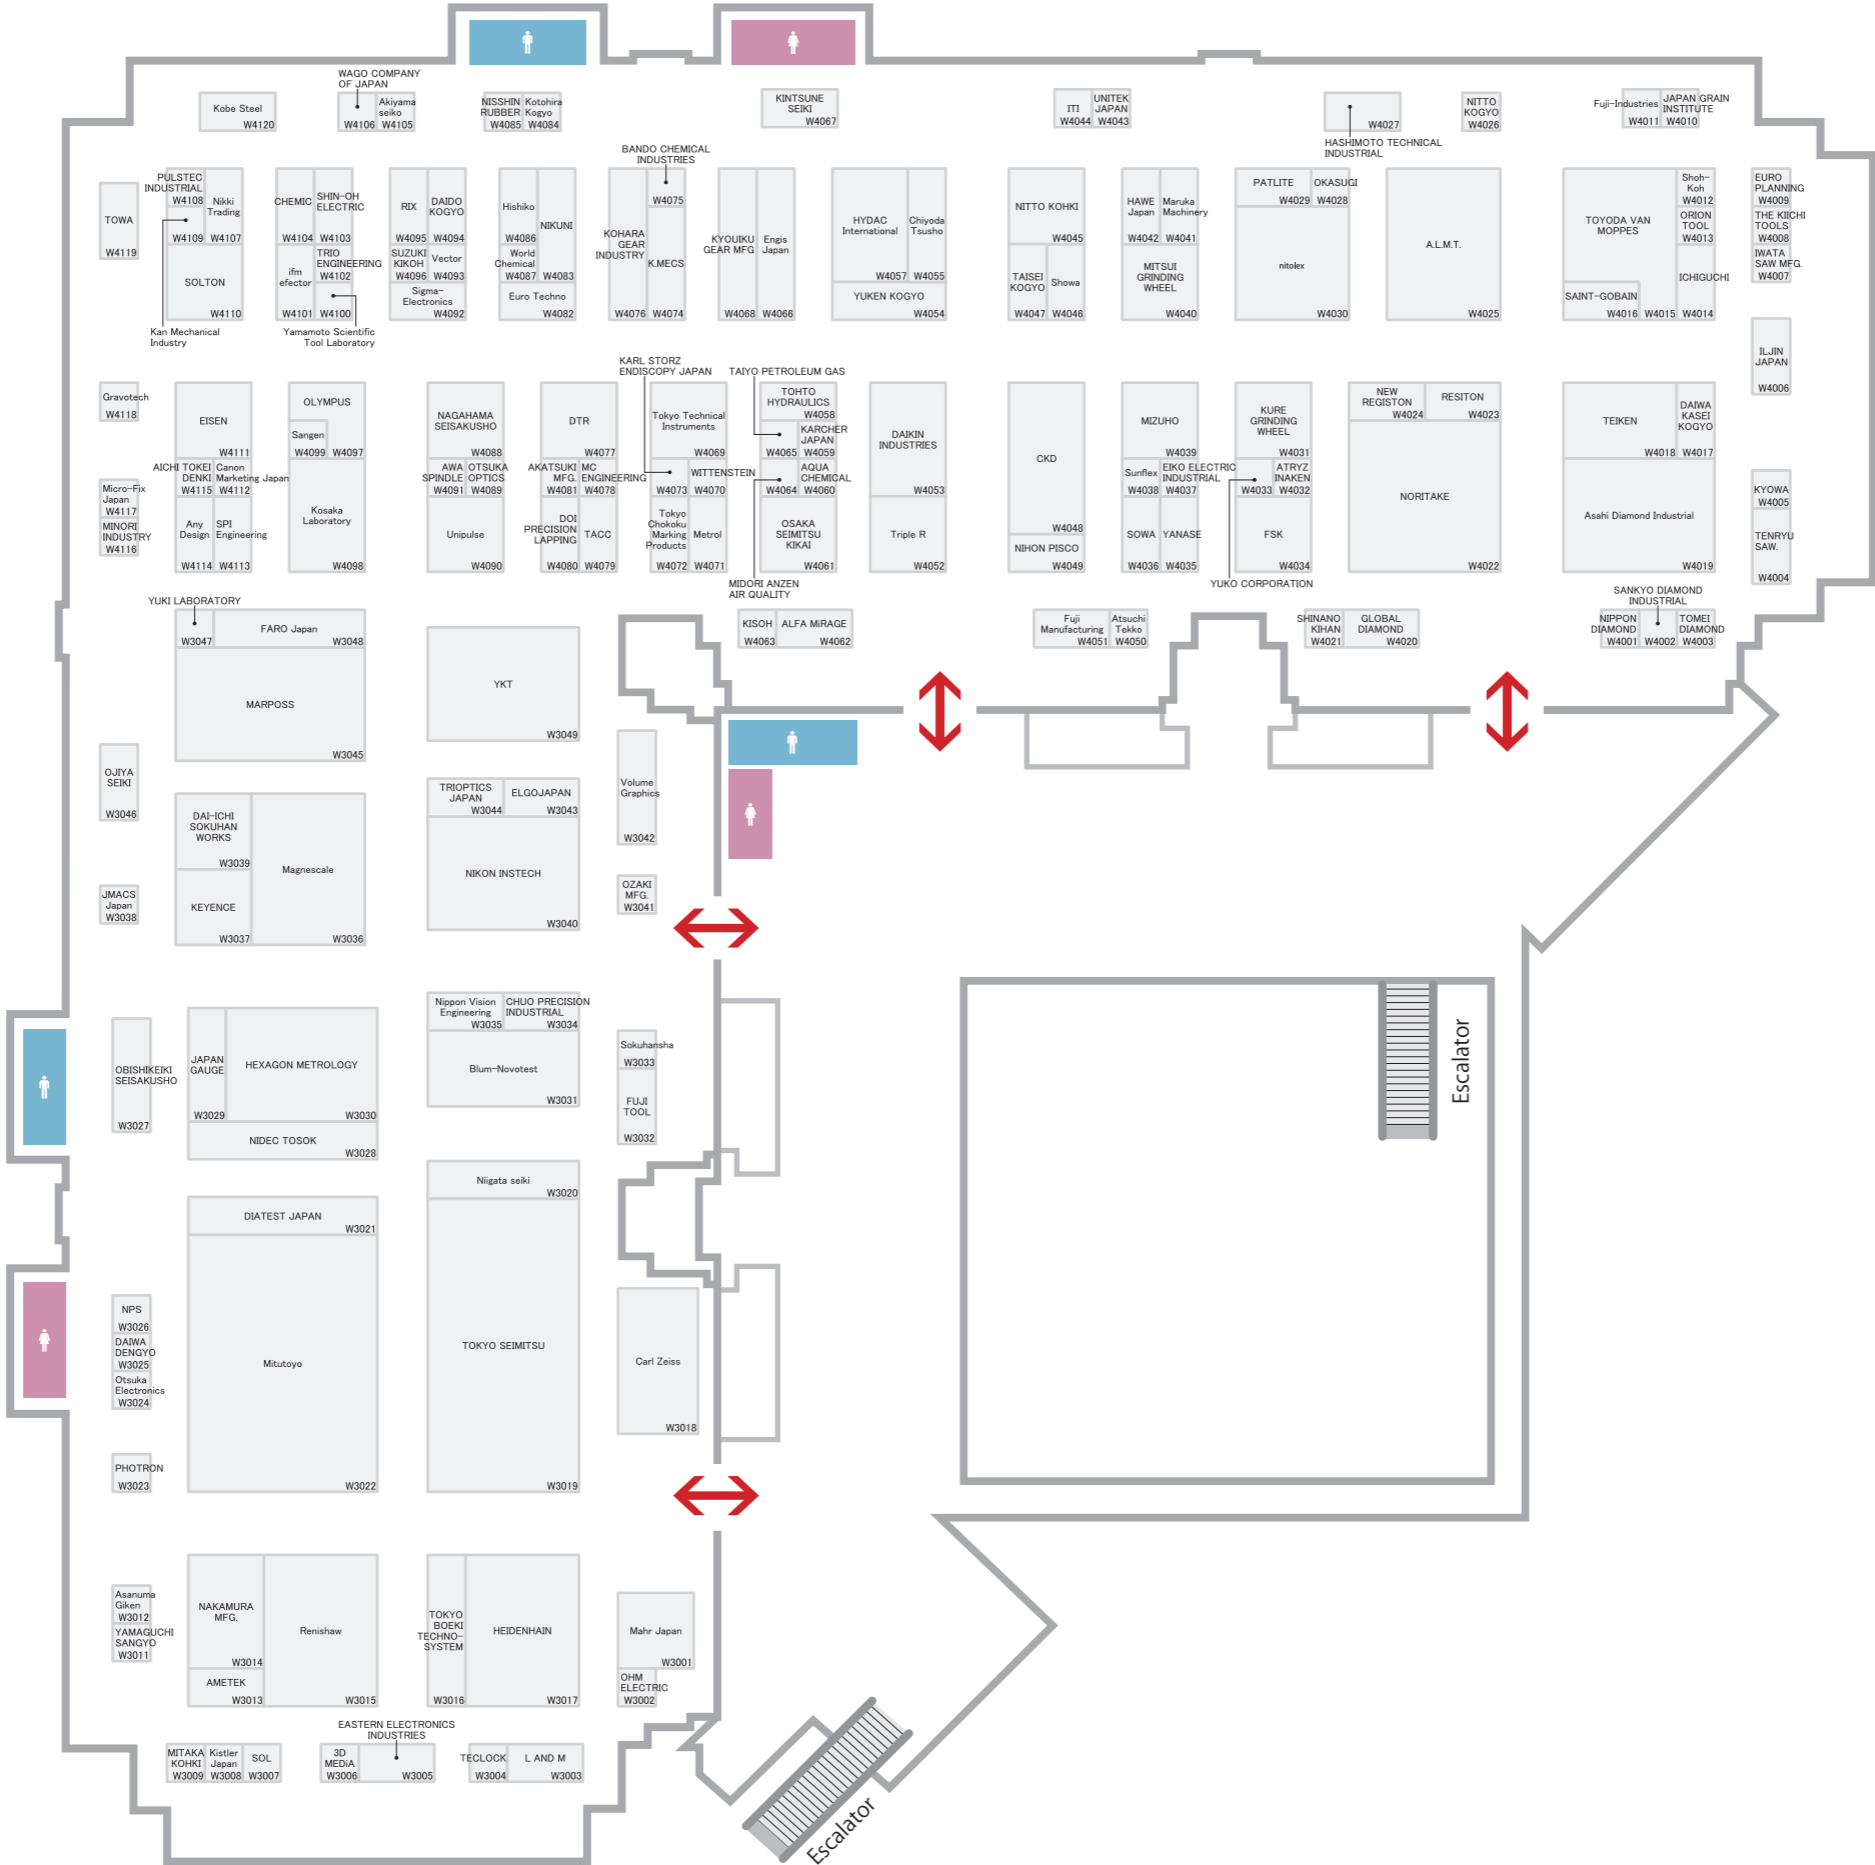 WAGO COMPANY
OF JAPAN
Kobe Steel
W4120
W4106
Akiyama
seiko
W4105
NISSHIN
RUBBER
W4085
Kotohira
Kogyo
W4084
KINTSUNE
SEIKI
W4067
ITI
W4044
UNITEK
JAPAN
W4043
W4027
HASHIMOTO TECHNICAL
INDUSTRIAL
NITTO
KOGYO
W4026
Fuji-Industries
W4011
JAPAN GRAIN
INSTITUTE
W4010
TOWA
W4119
PULSTEC
INDUSTRIAL
W4108
Nikki
Trading
W4109
W4107
SOLTON
W4110
Kan Mechanical
Industry
CHEMIC
W4104
SHIN-OH
ELECTRIC
W4103
TRIO
ENGINEERING
W4102
ifm
efector
W4101
W4100
Yamamoto Scientific
Tool Laboratory
RIX
W4095
DAIDO
KOGYO
W4094
SUZUKI
KIKOH
W4096
Vector
W4093
Sigma-
Electronics
W4092
Hishiko
W4086
NIKUNI
World
Chemical
W4087
W4083
Euro Techno
W4082
BANDO CHEMICAL
INDUSTRIES
W4075
KOHARA
GEAR
INDUSTRY
W4076
K.MECS
W4074
KYOUIKU
GEAR MFG
W4068
Engis
Japan
W4066
HYDAC
International
W4057
Chiyoda
Tsusho
W4055
YUKEN KOGYO
W4054
NITTO KOHKI
W4045
TAISEI
KOGYO
W4047
Showa
W4046
HAWE
Japan
W4042
Maruka
Machinery
W4041
MITSUI
GRINDING
WHEEL
W4040
PATLITE
W4029
OKASUGI
W4028
nitolex
W4030
A.L.M.T.
W4025
TOYODA VAN
MOPPES
SAINT-GOBAIN
W4016
W4015
Shoh-
Koh
W4012
ORION
TOOL
W4013
ICHIGUCHI
W4014
EURO
PLANNING
W4009
THE KIICHI
TOOLS
W4008
IWATA
SAW MFG.
W4007
ILJIN
JAPAN
W4006
Gravotech
W4118
EISEN
W4111
AICHI TOKEI
DENKI
W4115
Canon
Marketing Japan
W4112
Any
Design
W4114
SPI
Engineering
W4113
Micro-Fix
Japan
W4117
MINORI
INDUSTRY
W4116
OLYMPUS
Sangen
W4099
W4097
Kosaka
Laboratory
W4098
NAGAHAMA
SEISAKUSHO
W4088
AWA
SPINDLE
W4091
OTSUKA
OPTICS
W4089
Unipulse
W4090
DTR
W4077
AKATSUKI
MFG.
W4081
MC
ENGINEERING
W4078
DOI
PRECISION
LAPPING
W4080
TACC
W4079
KARL STORZ
ENDISCOPY JAPAN
Tokyo Technical
Instruments
W4069
W4073
WITTENSTEIN
W4070
Tokyo
Chokoku
Marking
Products
W4072
Metrol
W4071
TAIYO PETROLEUM GAS
TOHTO
HYDRAULICS
W4058
W4065
KARCHER
JAPAN
W4059
W4064
AQUA
CHEMICAL
W4060
OSAKA
SEIMITSU
KIKAI
W4061
MIDORI ANZEN
AIR QUALITY
DAIKIN
INDUSTRIES
W4053
Triple R
W4052
CKD
W4048
NIHON PISCO
W4049
MIZUHO
W4039
Sunflex
W4038
EIKO ELECTRIC
INDUSTRIAL
W4037
SOWA
W4036
YANASE
W4035
KURE
GRINDING
WHEEL
W4031
W4033
ATRYZ
INAKEN
W4032
FSK
W4034
YUKO CORPORATION
NEW
REGISTON
W4024
RESITON
W4023
NORITAKE
W4022
TEIKEN
W4018
DAIWA
KASEI
KOGYO
W4017
Asahi Diamond Industrial
W4019
KYOWA
W4005
TENRYU
SAW.
W4004
SANKYO DIAMOND
INDUSTRIAL
NIPPON
DIAMOND
W4001
W4002
TOMEI
DIAMOND
W4003
YUKI LABORATORY
W3047
FARO Japan
W3048
MARPOSS
W3045
YKT
W3049
KISOH
W4063
ALFA MiRAGE
W4062
Fuji
Manufacturing
W4051
Atsuchi
Tekko
W4050
SHINANO
KIHAN
W4021
GLOBAL
DIAMOND
W4020
OJIYA
SEIKI
W3046
DAI-ICHI
SOKUHAN
WORKS
W3039
Magnescale
W3036
KEYENCE
W3037
JMACS
Japan
W3038
TRIOPTICS
JAPAN
W3044
ELGOJAPAN
W3043
NIKON INSTECH
W3040
Volume
Graphics
W3042
OZAKI
MFG.
W3041
OBISHIKEIKI
SEISAKUSHO
W3027
JAPAN
GAUGE
W3029
HEXAGON METROLOGY
W3030
NIDEC TOSOK
W3028
Nippon Vision
Engineering
W3035
CHUO PRECISION
INDUSTRIAL
W3034
Blum-Novotest
W3031
Sokuhansha
W3033
FUJI
TOOL
W3032
Escalator
Niigata seiki
W3020
DIATEST JAPAN
W3021
Mitutoyo
W3022
TOKYO SEIMITSU
W3019
Carl Zeiss
W3018
NPS
W3026
DAIWA
DENGYO
W3025
Otsuka
Electronics
W3024
PHOTRON
W3023
Asanuma
Giken
W3012
YAMAGUCHI
SANGYO
W3011
NAKAMURA
MFG.
W3014
AMETEK
W3013
Renishaw
W3015
TOKYO
BOEKI
TECHNO-
SYSTEM
W3016
HEIDENHAIN
W3017
Mahr Japan
W3001
OHM
ELECTRIC
W3002
EASTERN ELECTRONICS
INDUSTRIES
MITAKA
KOHKI
W3009
Kistler
Japan
W3008
SOL
W3007
3D
MEDiA
W3006
W3005
TECLOCK
W3004
L AND M
W3003
Escalator